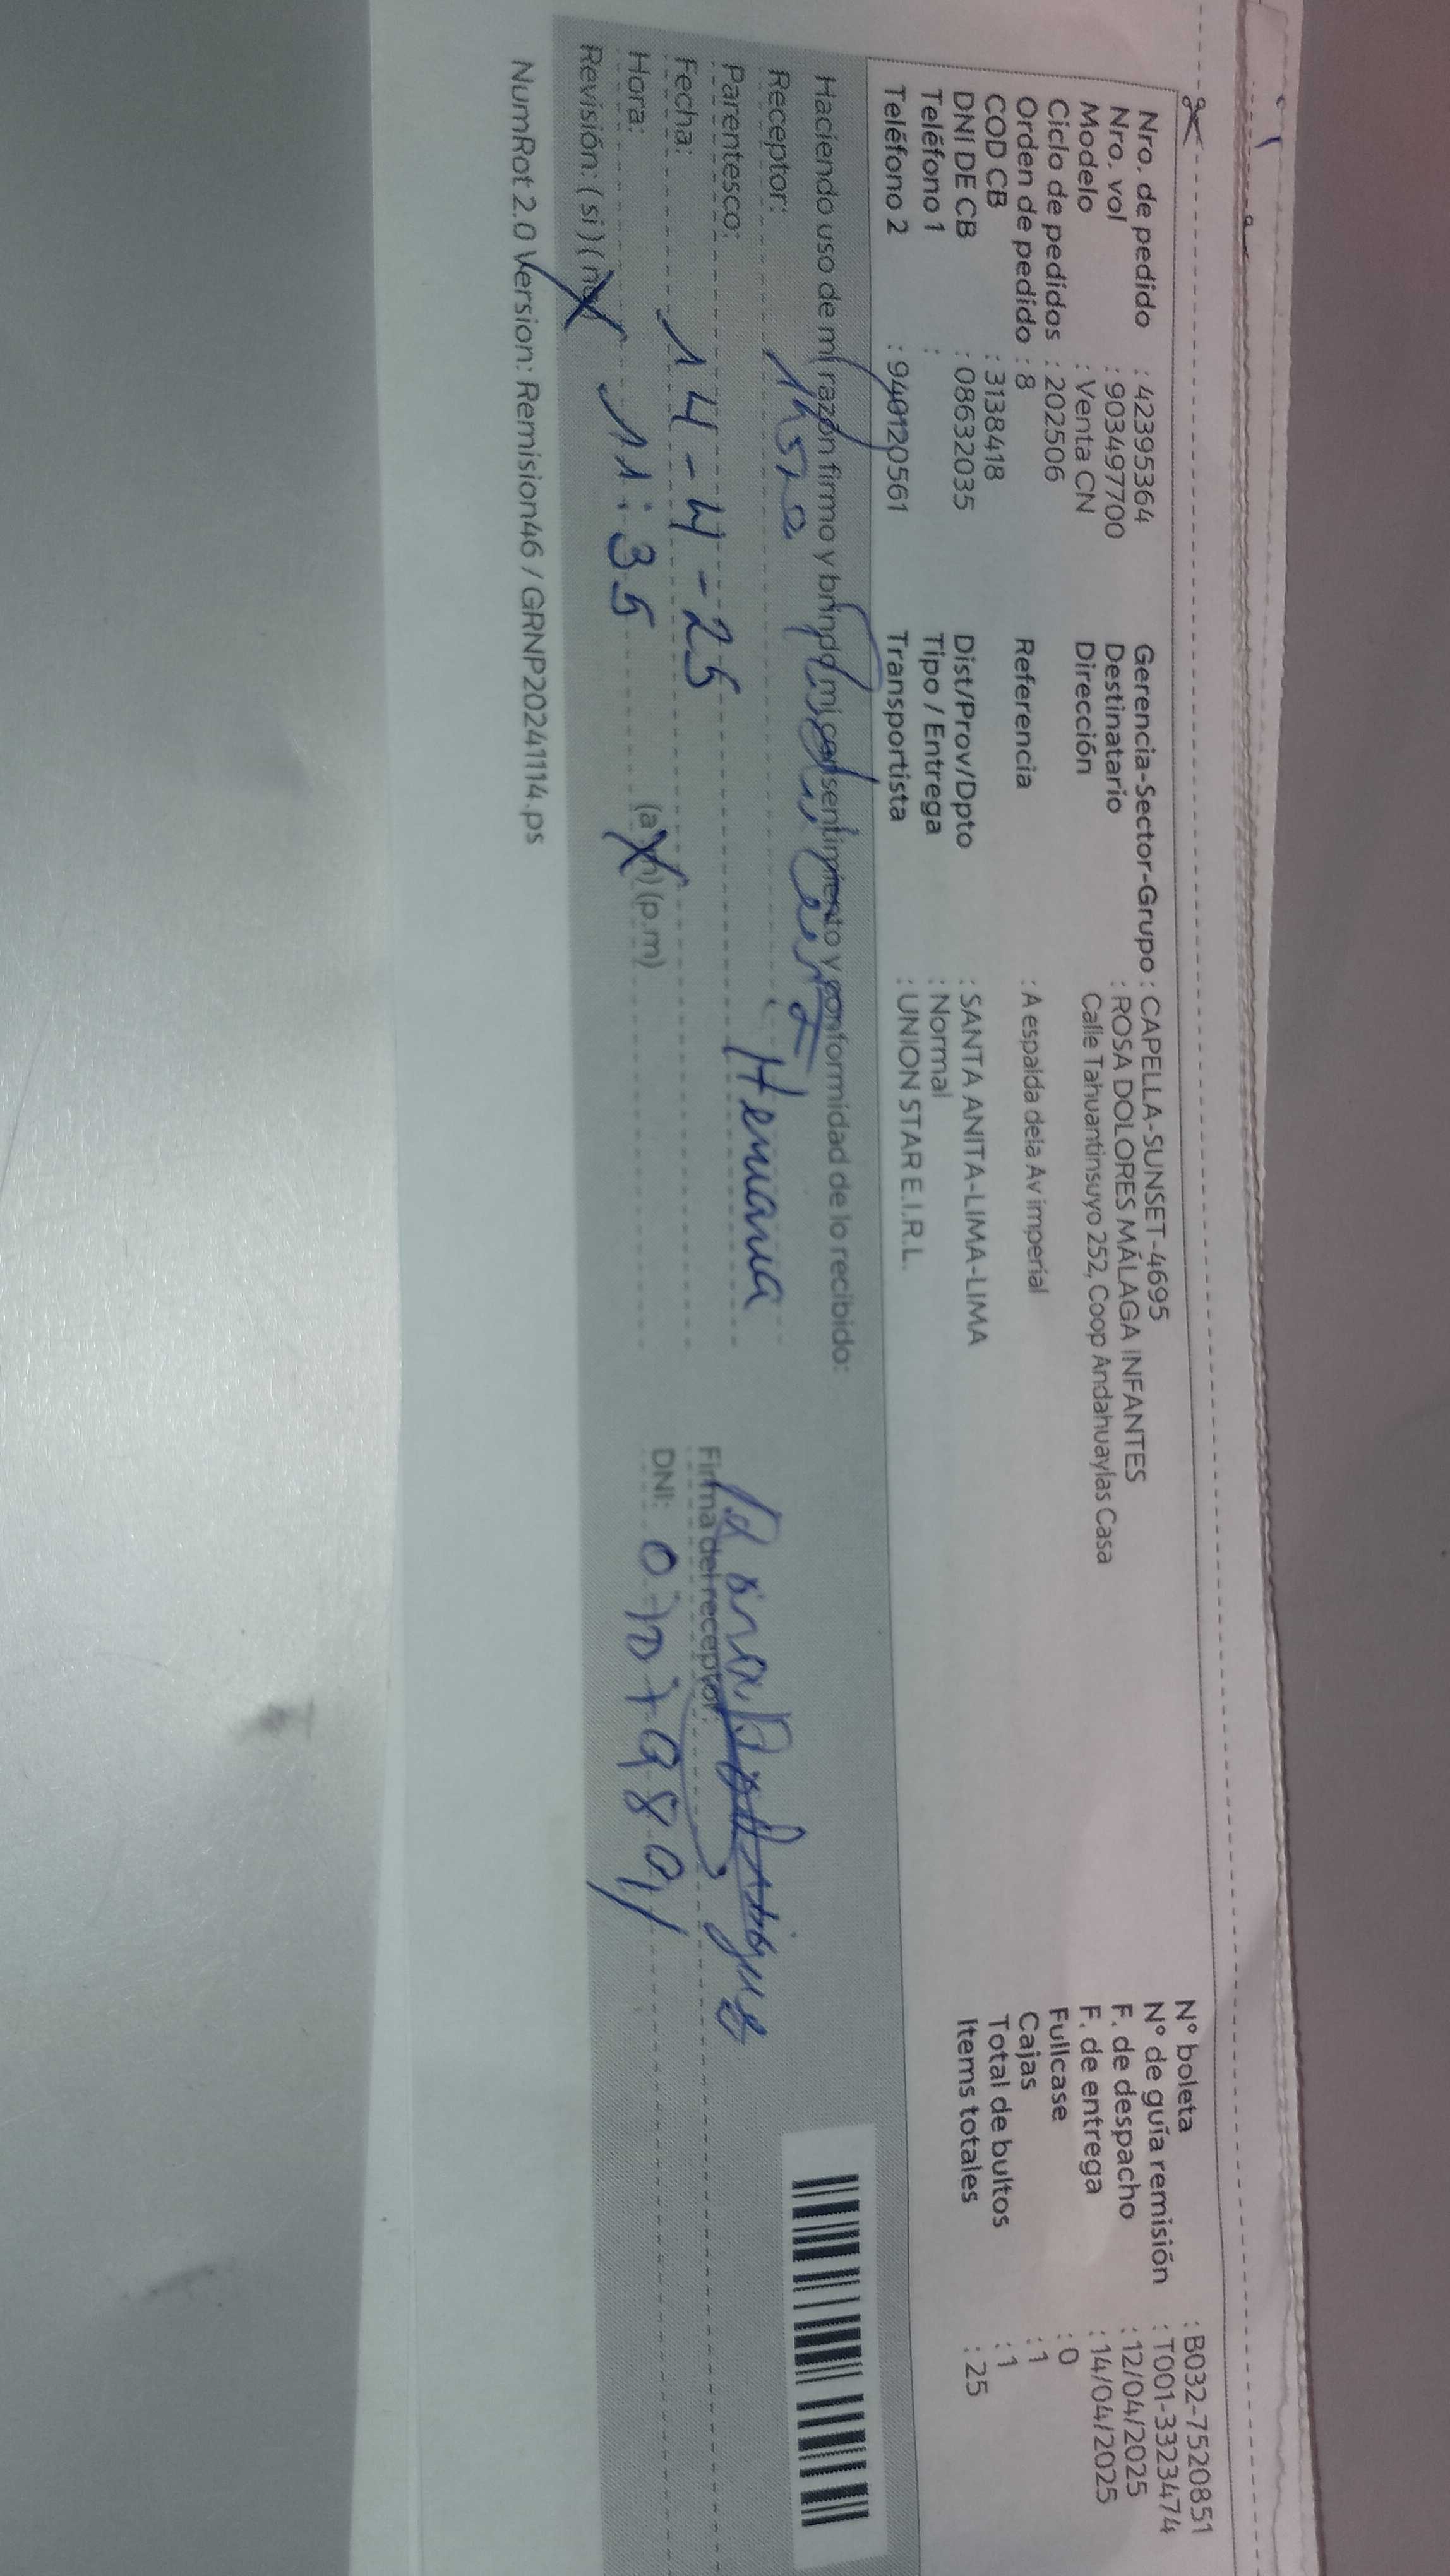 Nro. de pedido : 42395364
Nro. vol : 903497700
Modelo : Venta CN
Ciclo de pedidos : 202506
Orden de pedido : 8
COD CB : 3138418
DNI DE CB : 08632035
Teléfono 1 :
Teléfono 2 : 940120561
Gerencia-Sector-Grupo : CAPELLA-SUNSET-4695
Destinatario : ROSA DOLORES MÁLAGA INFANTES
Dirección Calle Tahuantinsuyo 252, Coop Andahuaylas Casa
Referencia : A espalda dela Av imperial
Dist/Prov/Dpto : SANTA ANITA-LIMA-LIMA
Tipo / Entrega : Normal
Transportista : UNION STAR E.I.R.L.
N° boleta : B032-7520851
N° de guía remisión : T001-3323474
F. de despacho : 12/04/2025
F. de entrega : 14/04/2025
Fullcase : 0
Cajas : 1
Total de bultos : 1
Items totales : 25
Haciendo uso de mi razón firmo y brindo mi consentimiento y conformidad de lo recibido:
Receptor:
Parentesco: Hermana
Fecha: 14-4-25
Hora: 11:35 (a.m) (p.m)
Revisión: (si) (no)
Firma del receptor:
DNI:
NumRot 2.0 Version: Remision46 / GRNP20241114.ps